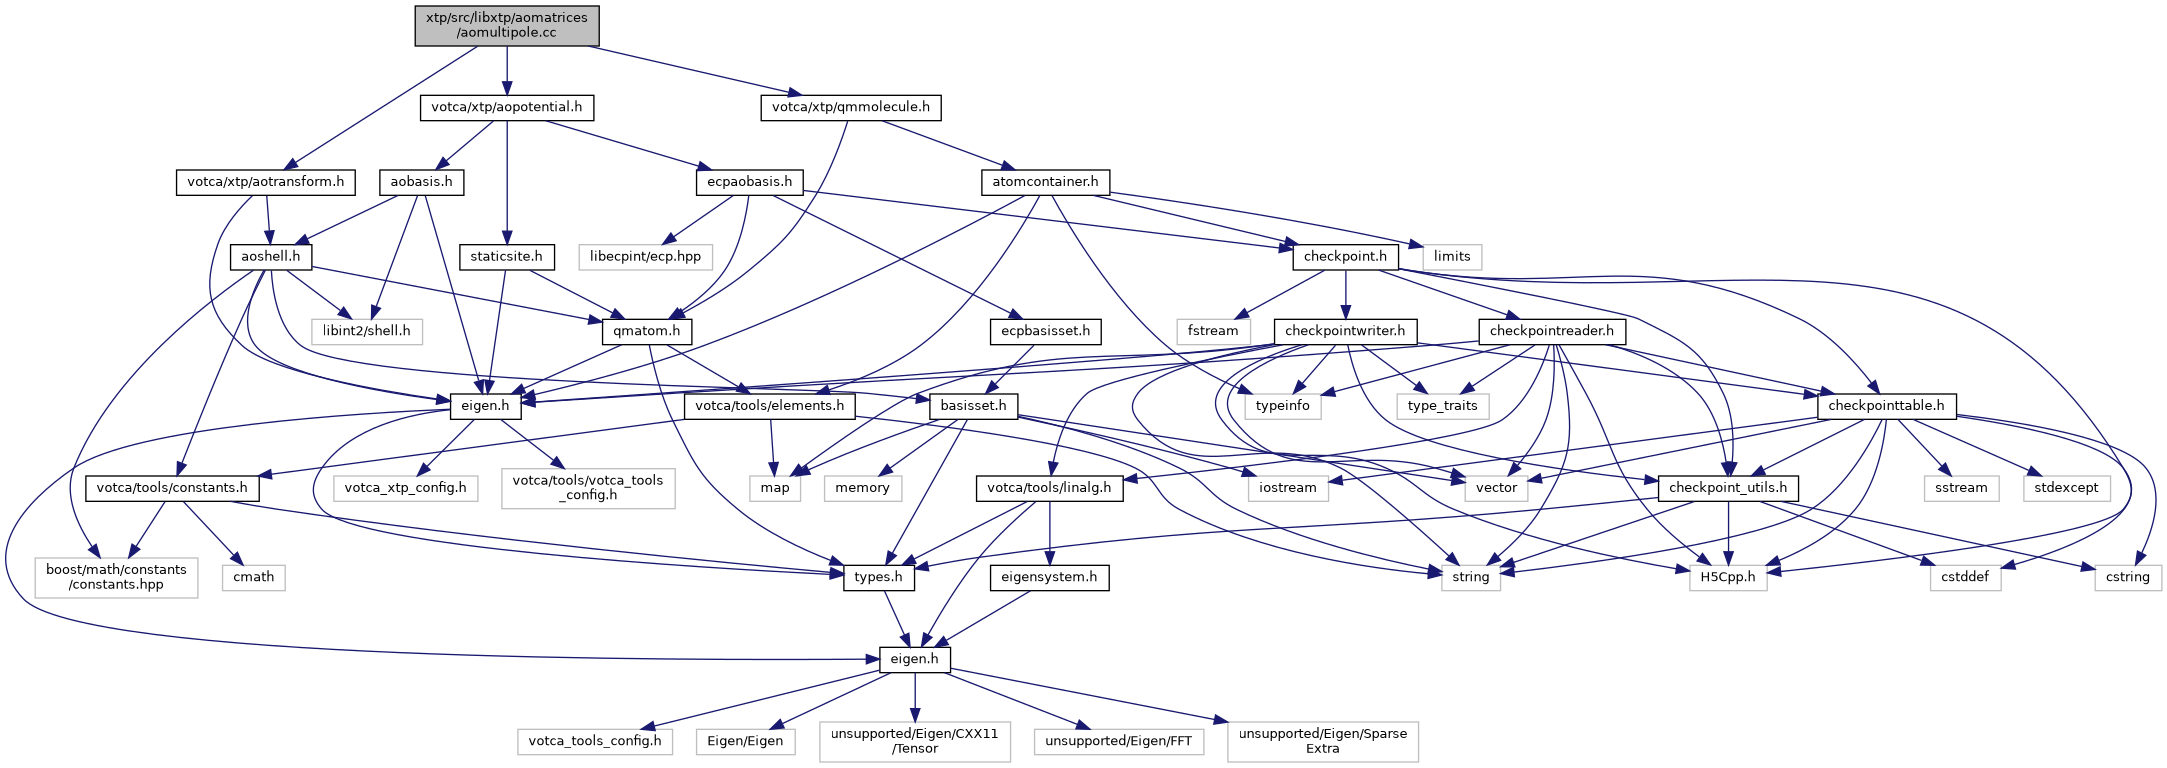 xtp/src/libxtp/aomatrices
/aomultipole.cc
votca/xtp/aopotential.h
votca/xtp/qmmolecule.h
votca/xtp/aotransform.h
aobasis.h
ecpaobasis.h
atomcontainer.h
aoshell.h
staticsite.h
libecpint/ecp.hpp
checkpoint.h
limits
libint2/shell.h
qmatom.h
ecpbasisset.h
fstream
checkpointwriter.h
checkpointreader.h
eigen.h
votca/tools/elements.h
basisset.h
typeinfo
type_traits
checkpointtable.h
votca/tools/constants.h
votca_xtp_config.h
votca/tools/votca_tools
_config.h
map
memory
votca/tools/linalg.h
iostream
vector
checkpoint_utils.h
sstream
stdexcept
boost/math/constants
/constants.hpp
cmath
types.h
eigensystem.h
string
H5Cpp.h
cstddef
cstring
eigen.h
votca_tools_config.h
Eigen/Eigen
unsupported/Eigen/CXX11
/Tensor
unsupported/Eigen/FFT
unsupported/Eigen/Sparse
Extra